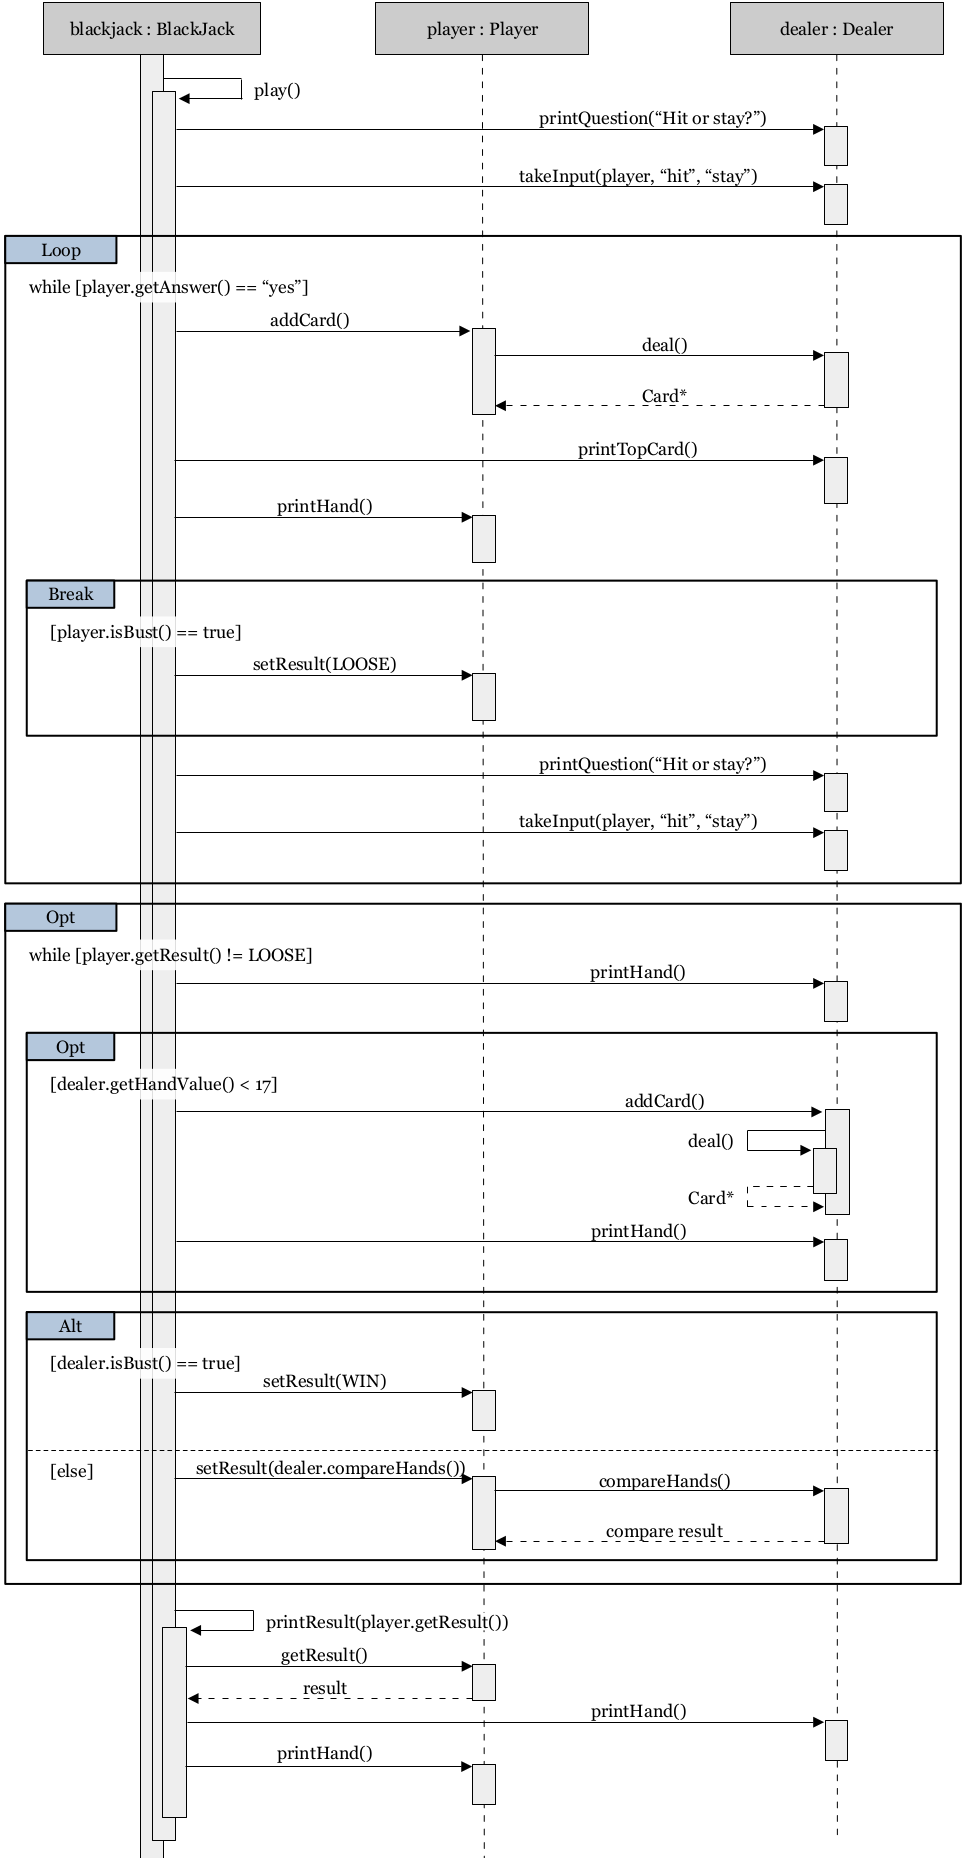 blackjack : BlackJack
player : Player
dealer : Dealer
play()
printQuestion(“Hit or stay?”)
takeInput(player, “hit”, “stay”)
Loop
while [player.getAnswer() == “yes”]
addCard()
deal()
Card*
printTopCard()
printHand()
Break
[player.isBust() == true]
setResult(LOOSE)
printQuestion(“Hit or stay?”)
takeInput(player, “hit”, “stay”)
Opt
while [player.getResult() != LOOSE]
printHand()
Opt
[dealer.getHandValue() < 17]
addCard()
deal()
Card*
printHand()
Alt
[dealer.isBust() == true]
setResult(WIN)
[else]
setResult(dealer.compareHands())
compareHands()
compare result
printResult(player.getResult())
getResult()
result
printHand()
printHand()